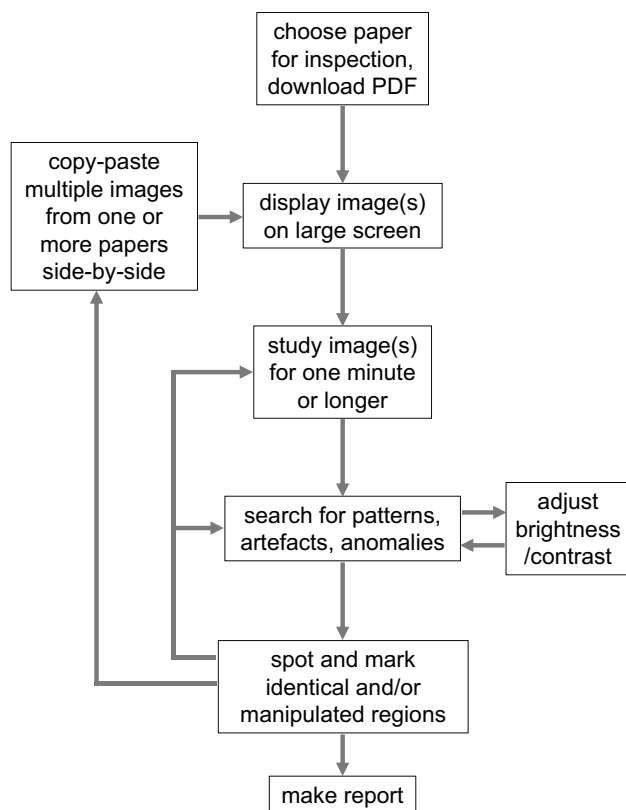 choose paper
for inspection,
download PDF
copy-paste
multiple images
from one or
more papers
side-by-side
display image(s)
on large screen
study image(s)
for one minute
or longer
search for patterns,
artefacts, anomalies
adjust
brightness
/contrast
spot and mark
identical and/or
manipulated regions
make report